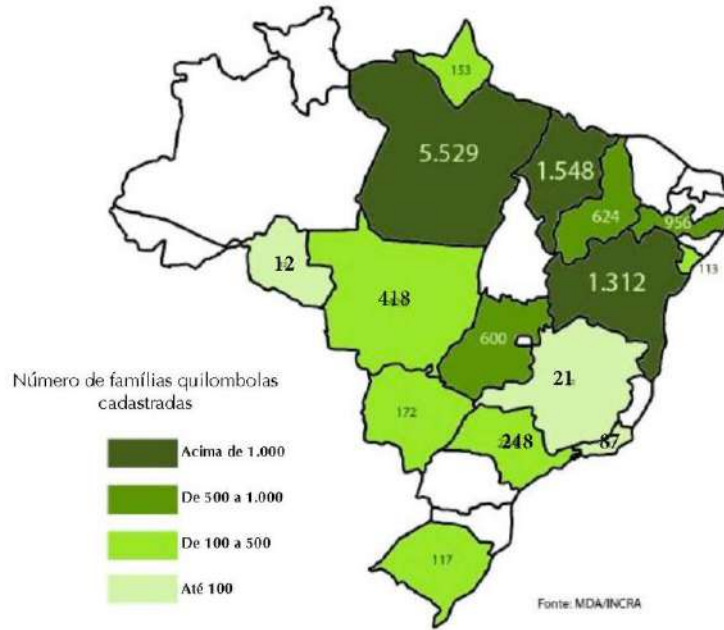 153
5.529
1.548
624
956
113
12
418
1.312
600
21
172
248
87
117
Número de famílias quilombolas
cadastradas
Acima de 1.000
De 500 a 1.000
De 100 a 500
Até 100
Fonte: MDA/INCRA